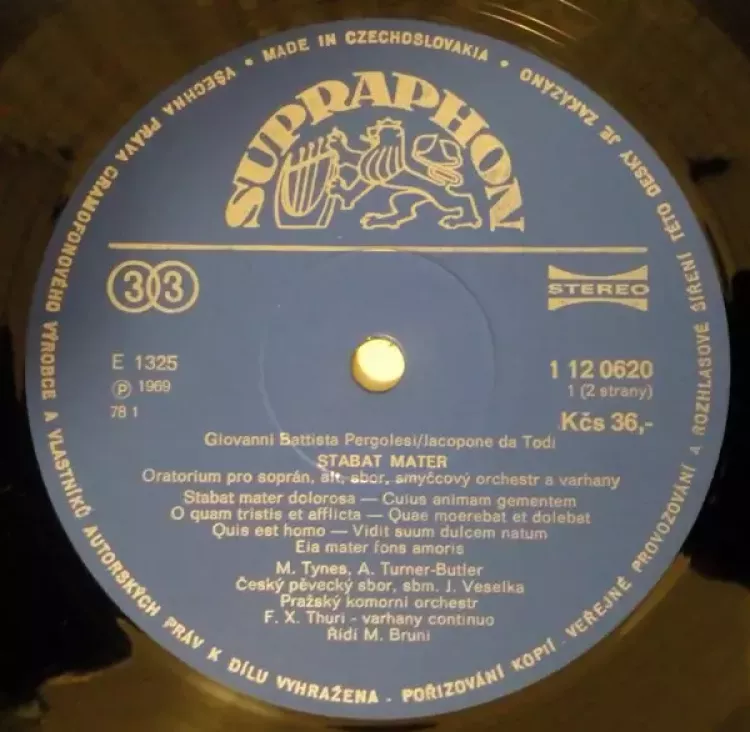 MADE IN CZECHOSLOVAKIA •
VŠECHNA PRÁVA GRAMOFONOVÉHO VÝROBCE A VLASTNÍKŮ AUTORSKÝCH PRÁV K DÍLU VYHRAŽENA - POŘIZOVÁNÍ KOPIÍ - VEŘEJNÉ PROVOZOVÁNÍ A ROZHLASOVÉ ŠÍŘENÍ TÉTO DESKY JE ZAKÁZÁNO •
SUPRAPHON
33
STEREO
E 1325
℗ 1969
78 1
1 12 0620
1 (2 strany)
Kčs 36,-
Giovanni Battista Pergolesi/Jacopone da Todi
STABAT MATER
Oratorium pro soprán, alt, sbor, smyčcový orchestr a varhany
Stabat mater dolorosa — Cuius animam gementem
O quam tristis et afflicta — Quae moerebat et dolebat
Quis est homo — Vidit suum dulcem natum
Eia mater fons amoris
M. Tynes, A. Turner-Butler
Český pěvecký sbor, sbm. J. Veselka
Pražský komorní orchestr
F. X. Thuri - varhany continuo
Řídí M. Bruni